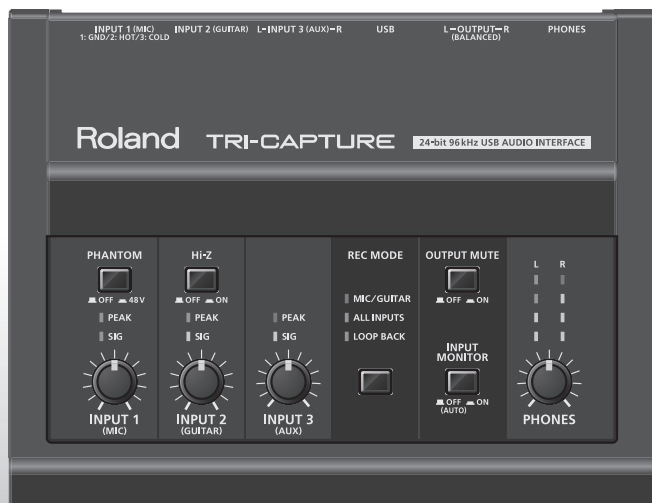 INPUT 1 (MIC) INPUT 2 (GUITAR) L-INPUT 3 (AUX)-R USB L-OUTPUT-R PHONES
1: GND/2: HOT/3: COLD (BALANCED)
Roland TRI-CAPTURE 24-bit 96kHz USB AUDIO INTERFACE
PHANTOM Hi-Z REC MODE OUTPUT MUTE L R
OFF 48V OFF ON MIC/GUITAR OFF ON
PEAK PEAK PEAK ALL INPUTS
SIG SIG SIG LOOP BACK
INPUT
MONITOR
OFF ON
(AUTO)
INPUT 1 INPUT 2 INPUT 3 PHONES
(MIC) (GUITAR) (AUX)